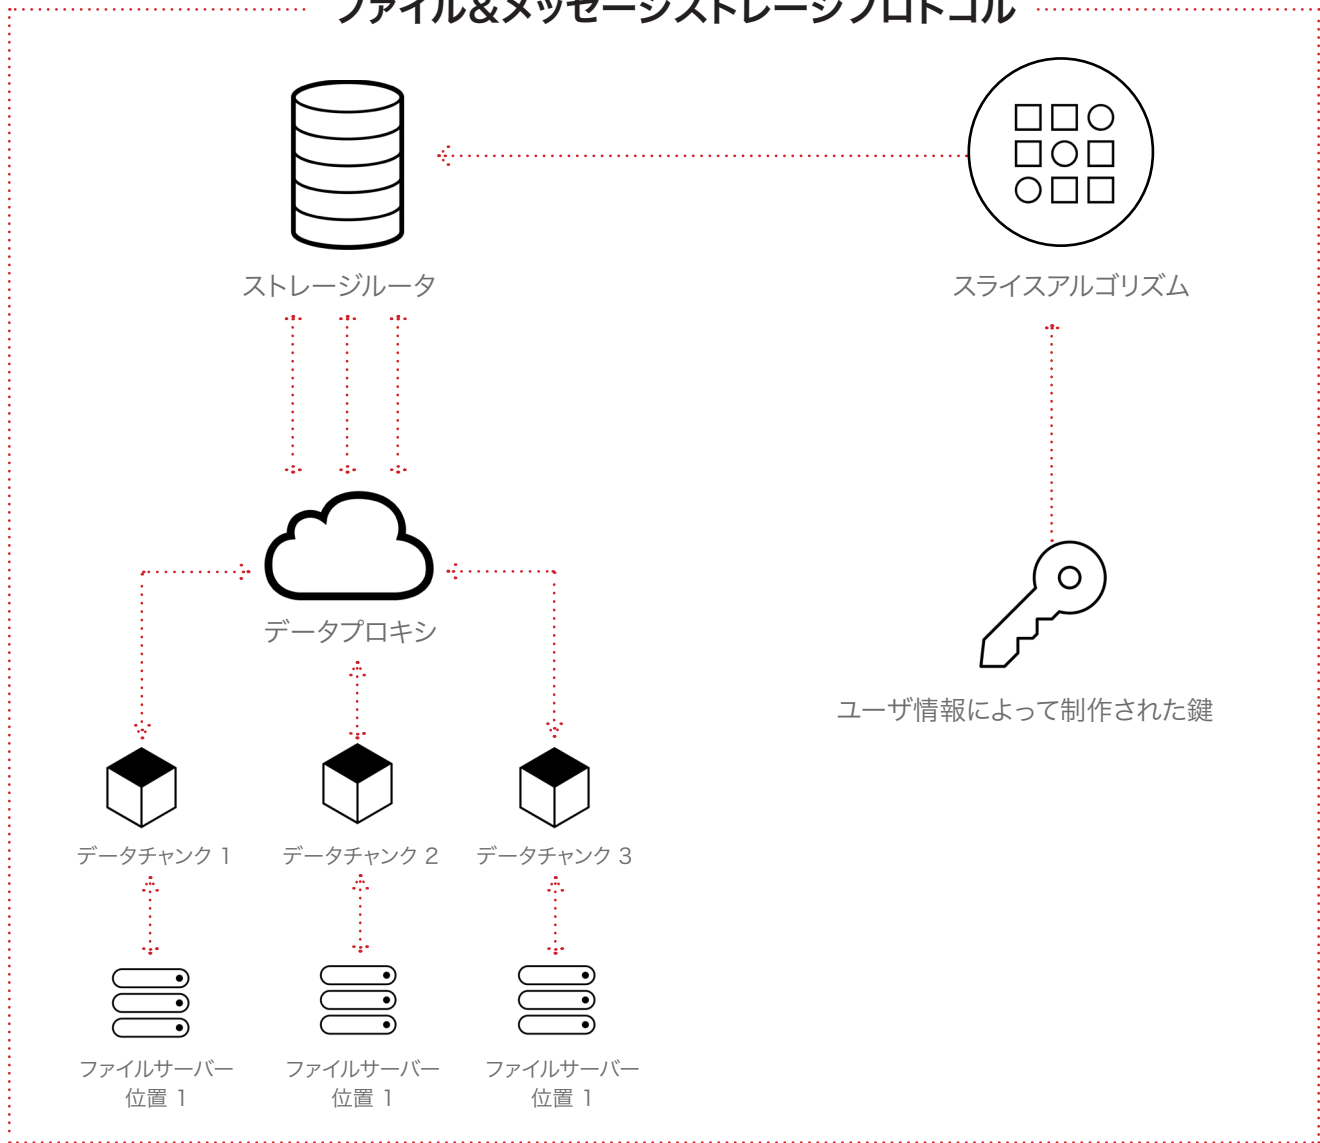 ファイル&メッセージストレージプロトコル
ストレージルータ
スライスアルゴリズム
データプロキシ
ユーザ情報によって制作された鍵
データチャンク 1
データチャンク 2
データチャンク 3
ファイルサーバー
位置 1
ファイルサーバー
位置 1
ファイルサーバー
位置 1